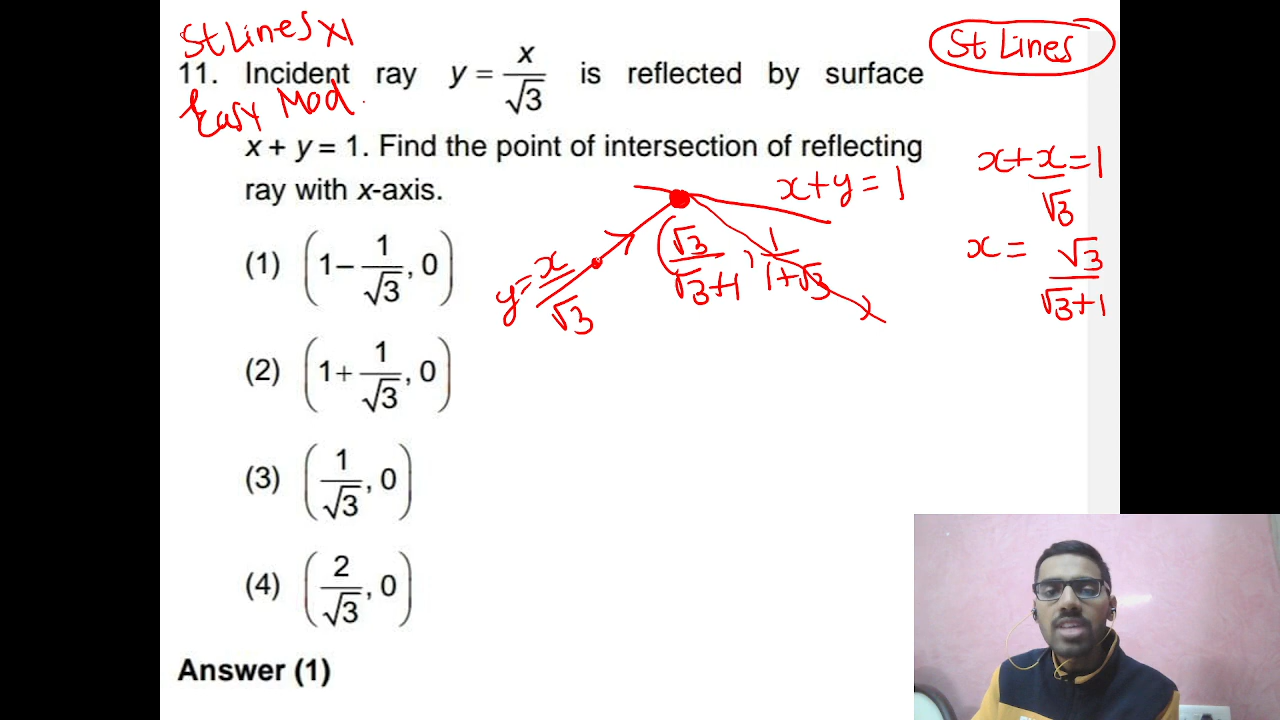 St Lines XI
St Lines
11. Incident ray y = x/√3 is reflected by surface
Easy Mod.
x + y = 1. Find the point of intersection of reflecting
ray with x-axis.
x + y = 1
x + x/√3 = 1
x = √3/(√3+1)
y = x/√3
(√3/(√3+1), 1/(1+√3)
(1) (1 − 1/√3, 0)
(2) (1 + 1/√3, 0)
(3) (1/√3, 0)
(4) (2/√3, 0)
Answer (1)